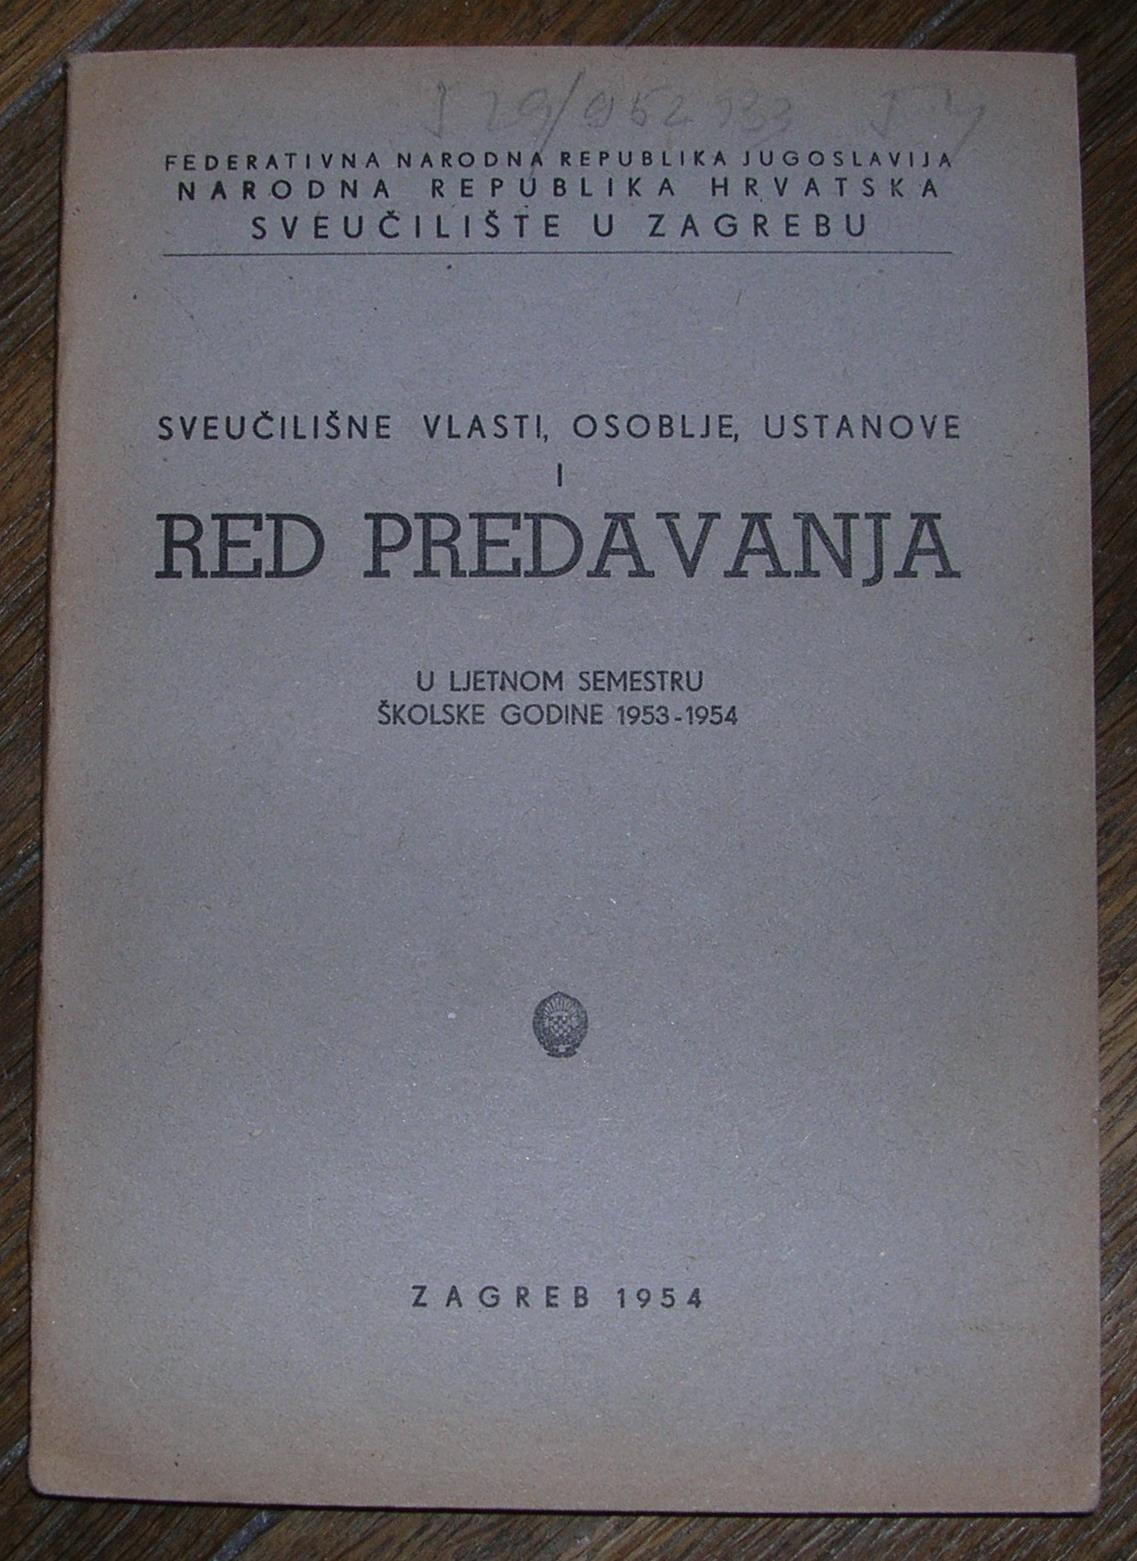 FEDERATIVNA NARODNA REPUBLIKA JUGOSLAVIJA
NARODNA REPUBLIKA HRVATSKA
SVEUČILIŠTE U ZAGREBU
SVEUČILIŠNE VLASTI, OSOBLJE, USTANOVE
I
RED PREDAVANJA
U LJETNOM SEMESTRU
ŠKOLSKE GODINE 1953-1954
ZAGREB 1954